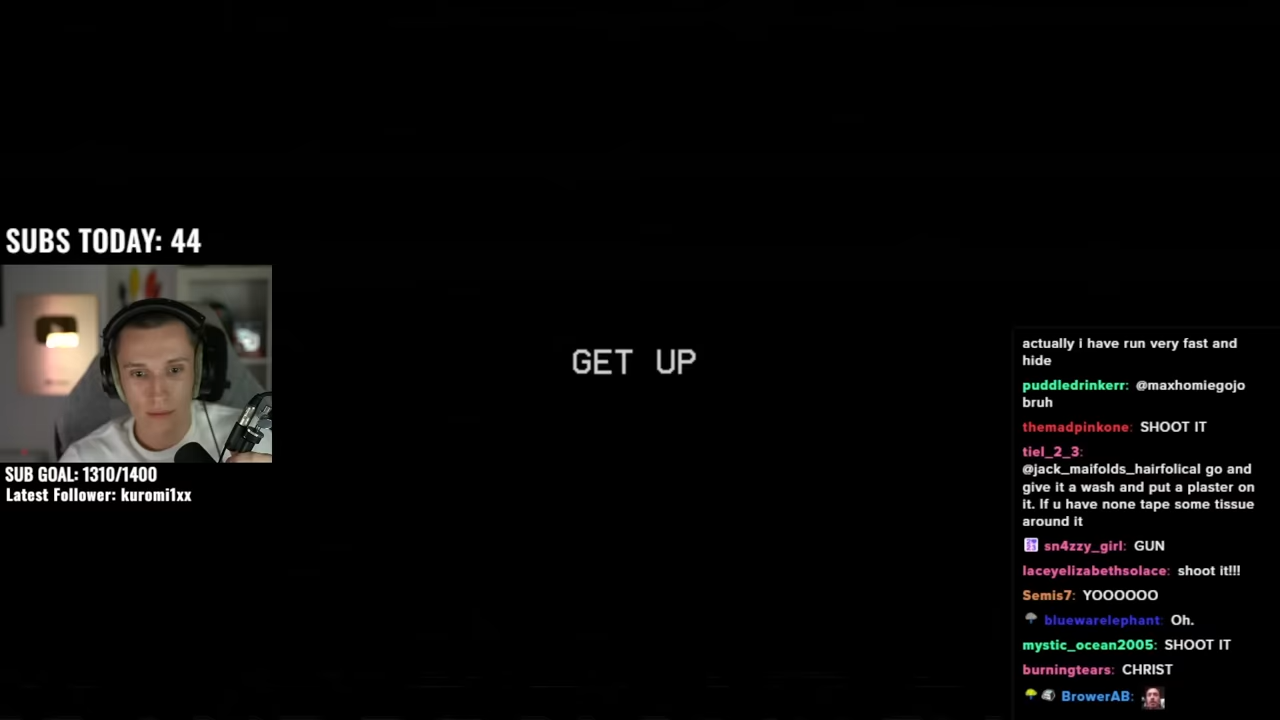 SUBS TODAY: 44
SUB GOAL: 1310/1400
Latest Follower: kuromi1xx
GET UP
actually i have run very fast and
hide
puddledrinkerr: @maxhomiegojo
bruh
themadpinkone: SHOOT IT
tiel_2_3:
@jack_maifolds_hairfolical go and
give it a wash and put a plaster on
it. If u have none tape some tissue
around it
sn4zzy_girl: GUN
laceyelizabethsolace: shoot it!!!
Semis7: YOOOOOO
bluewarelephant: Oh.
mystic_ocean2005: SHOOT IT
burningtears: CHRIST
BrowerAB: